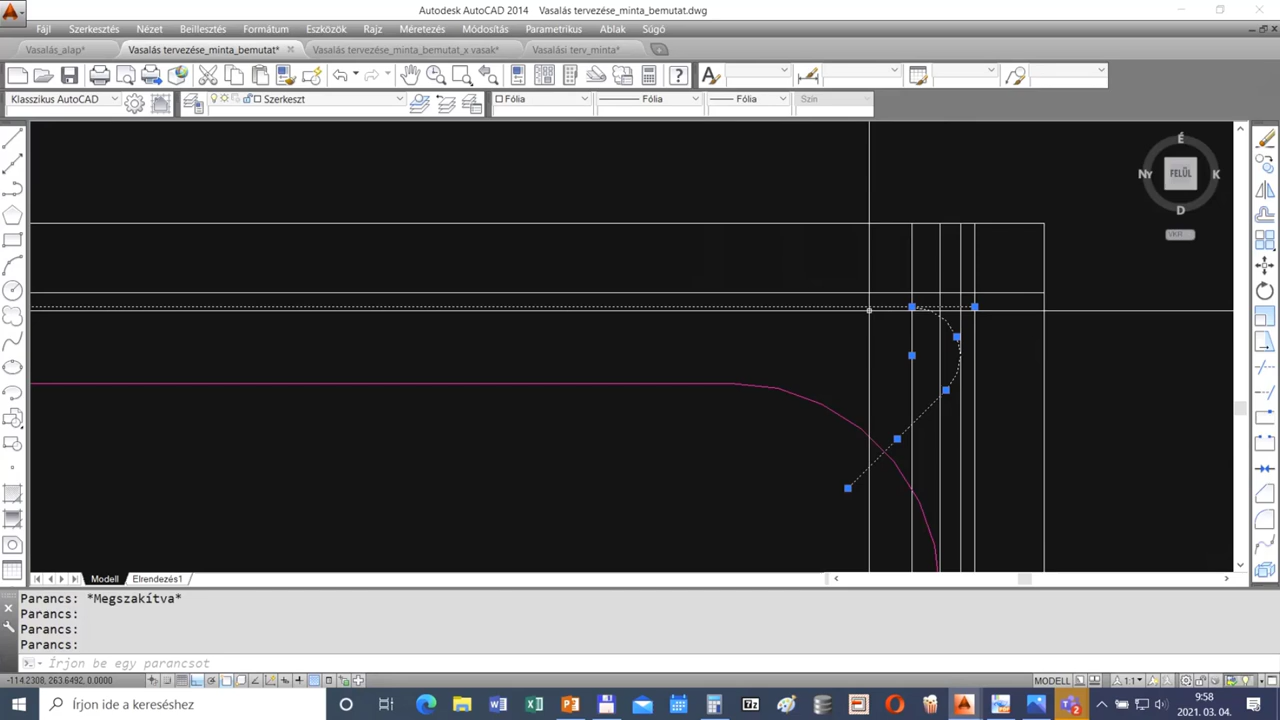 Autodesk AutoCAD 2014 Vasalás tervezése_minta_bemutat.dwg
Fájl Szerkesztés Nézet Beillesztés Formátum Eszközök Rajz Méretezés Módosítás Parametrikus Ablak Súgó
Vasalás_alap* Vasalás tervezése_minta_bemutat* Vasalás tervezése_minta_bemutat_x vasak* Vasalási terv_minta*
Klasszikus AutoCAD Szerkeszt Fólia Fólia Fólia Szín
É
NY FELÜL K
D
VKR
Modell Elrendezés1
Parancs: *Megszakítva*
Parancs:
Parancs:
Parancs:
Írjon be egy parancsot
-114.2308, 263.6492, 0.0000 MODELL 1:1
Írjon ide a kereséshez
9:58
2021. 03. 04.